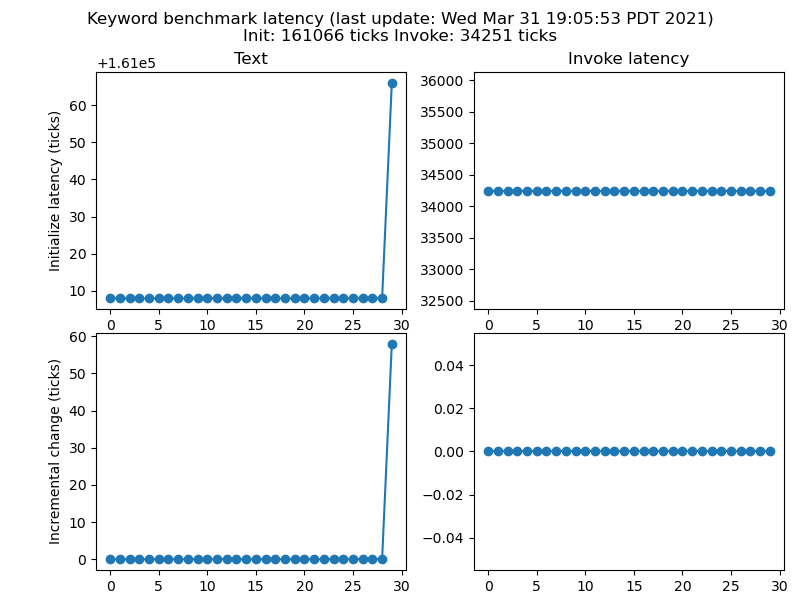 Keyword benchmark latency (last update: Wed Mar 31 19:05:53 PDT 2021)
Init: 161066 ticks Invoke: 34251 ticks
Text
Invoke latency
+1.61e5
Initialize latency (ticks)
60
50
40
30
20
10
0 5 10 15 20 25 30
36000
35500
35000
34500
34000
33500
33000
32500
0 5 10 15 20 25 30
Incremental change (ticks)
60
50
40
30
20
10
0
0 5 10 15 20 25 30
0.04
0.02
0.00
−0.02
−0.04
0 5 10 15 20 25 30